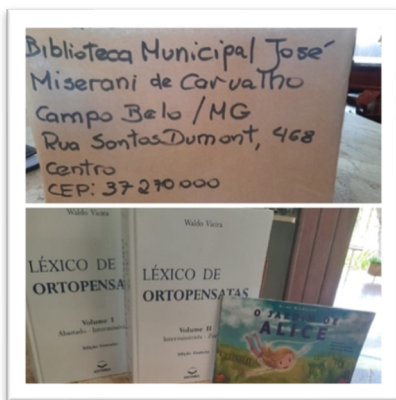 Biblioteca Municipal José
Miserani de Carvalho
Campo Belo /MG
Rua Santos Dumont, 468
Centro
CEP: 37270000
Waldo Vieira
LÉXICO DE
ORTOPENSA
Volume I
Waldo Vieira
LÉXICO DE
ORTOPENSATAS
Volume II
O
ALICE